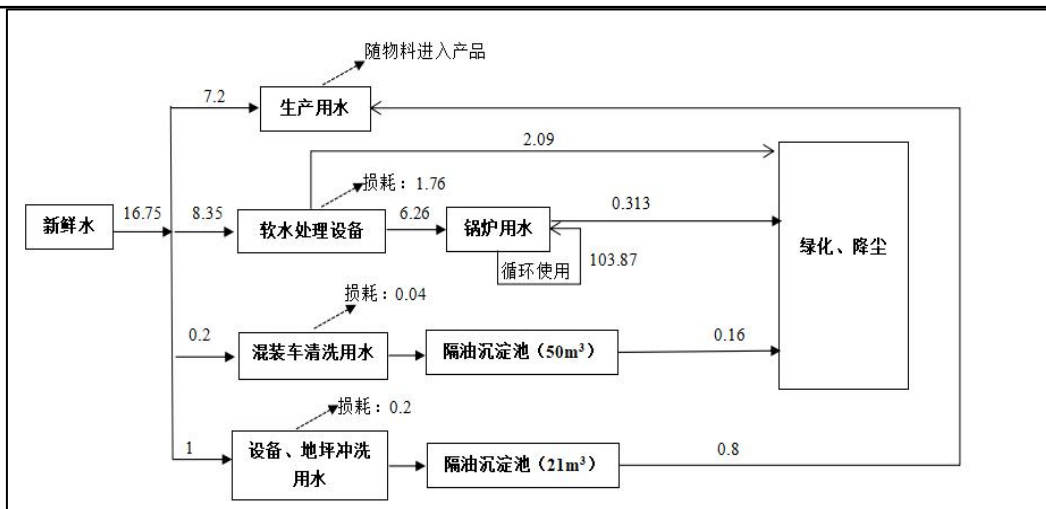 随物料进入产品
7.2
生产用水
2.09
损耗：1.76
新鲜水
16.75
8.35
软水处理设备
6.26
锅炉用水
0.313
绿化、降尘
循环使用
103.87
损耗：0.04
0.2
混装车清洗用水
隔油沉淀池（50m³）
0.16
损耗：0.2
1
设备、地坪冲洗
用水
隔油沉淀池（21m³）
0.8